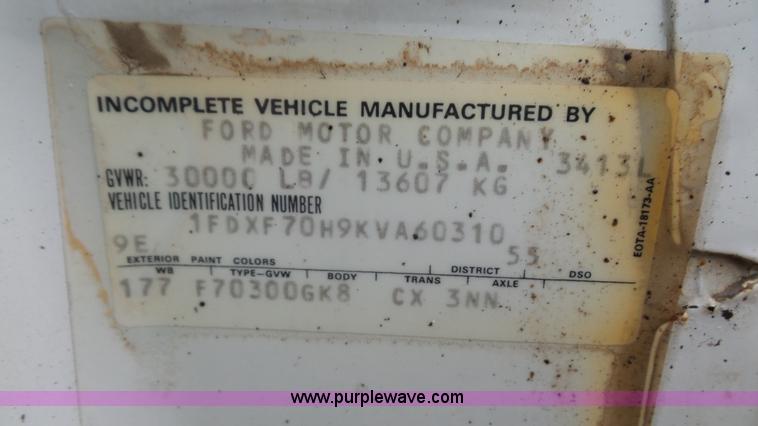 INCOMPLETE VEHICLE MANUFACTURED BY
FORD MOTOR COMPANY
MADE IN U.S.A. 3413L
GVWR: 30000 LB/ 13607 KG
VEHICLE IDENTIFICATION NUMBER
1FDXF70H9KVA60310
9E 55
EXTERIOR PAINT COLORS DISTRICT DSO
WB TYPE-GVW BODY TRANS AXLE
177 F70300GK8 CX 3NN
EOTA-18173-AA
www.purplewave.com